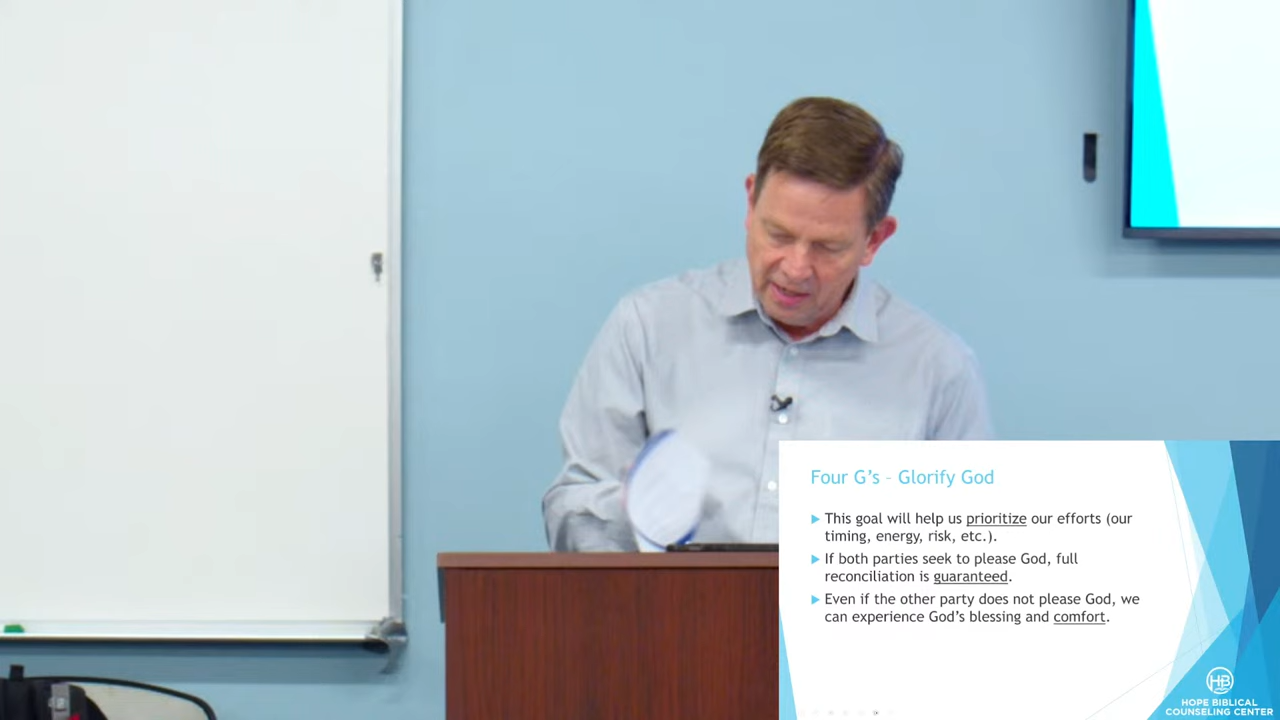 Four G's – Glorify God
This goal will help us prioritize our efforts (our
timing, energy, risk, etc.).
If both parties seek to please God, full
reconciliation is guaranteed.
Even if the other party does not please God, we
can experience God's blessing and comfort.
HB
HOPE BIBLICAL
COUNSELING CENTER